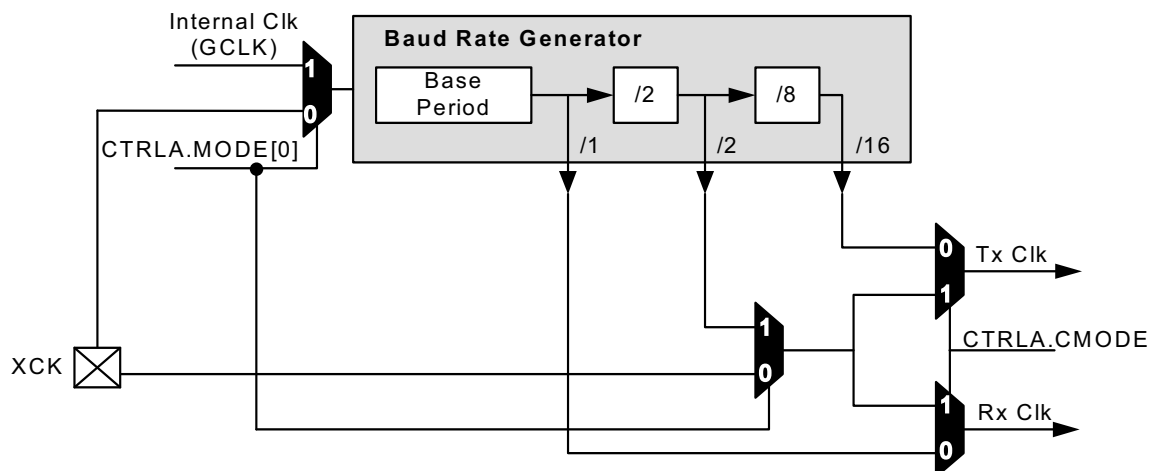 Internal Clk
(GCLK)
Baud Rate Generator
1
0
Base
Period
/2
/8
CTRLA.MODE[0]
/1
/2
/16
0
Tx Clk
1
1
CTRLA.CMODE
XCK
0
1
Rx Clk
0